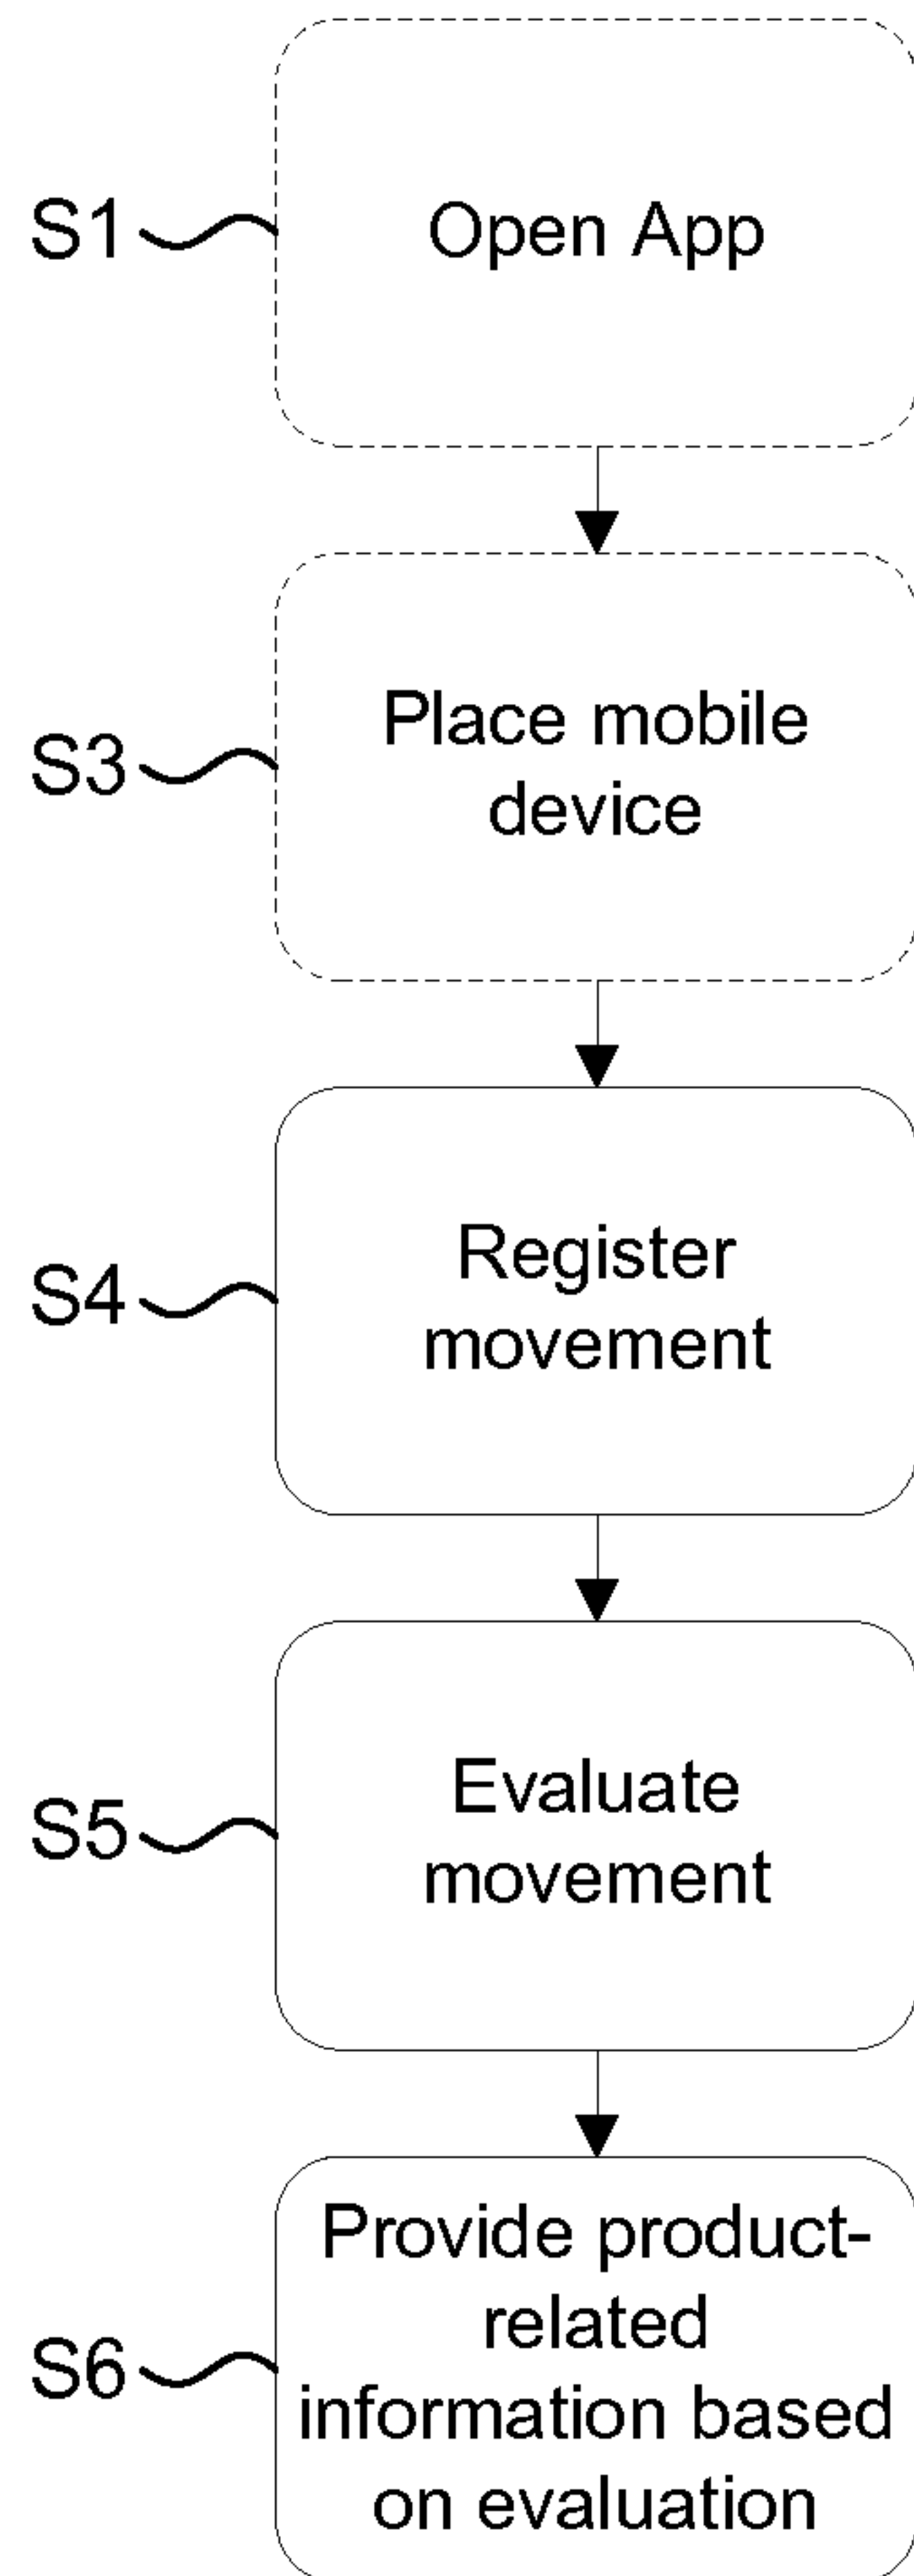 S1
Open App
S3
Place mobile
device
S4
Register
movement
S5
Evaluate
movement
S6
Provide product-
related
information based
on evaluation